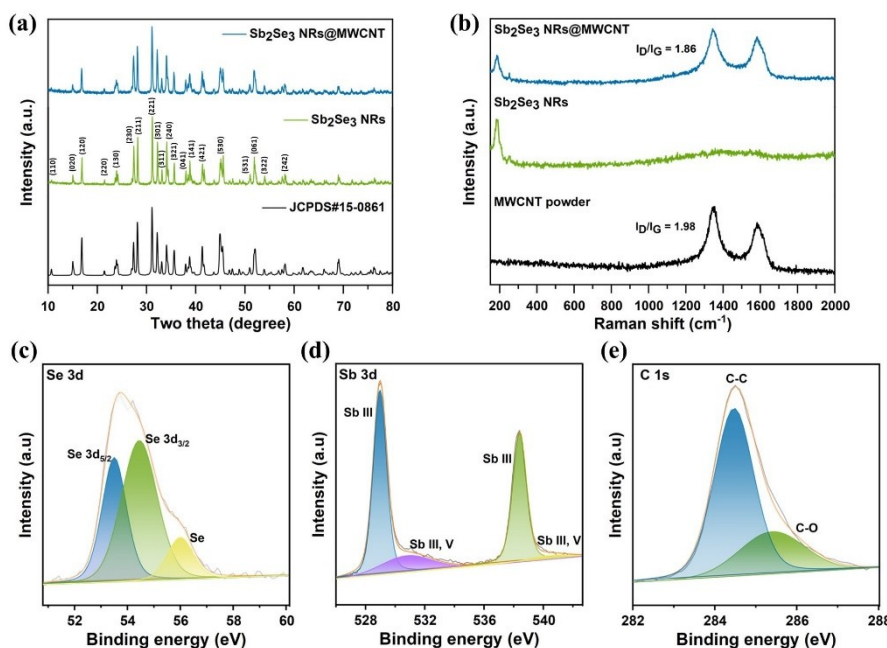 (a)
Sb₂Se₃ NRs@MWCNT
Sb₂Se₃ NRs
JCPDS#15-0861
(110)
(020)
(120)
(220)
(130)
(230)
(211)
(221)
(301)
(311)
(240)
(321)
(041)
(141)
(421)
(530)
(531)
(061)
(322)
(242)
Intensity (a.u.)
10 20 30 40 50 60 70 80
Two theta (degree)
(b)
Sb₂Se₃ NRs@MWCNT
I_D/I_G = 1.86
Sb₂Se₃ NRs
MWCNT powder
I_D/I_G = 1.98
Intensity (a.u.)
200 400 600 800 1000 1200 1400 1600 1800 2000
Raman shift (cm⁻¹)
(c)
Se 3d
Se 3d₅/₂
Se 3d₃/₂
Se
Intensity (a.u)
52 54 56 58 60
Binding energy (eV)
(d)
Sb 3d
Sb III
Sb III, V
Sb III
Sb III, V
Intensity (a.u)
528 532 536 540
Binding energy (eV)
(e)
C 1s
C-C
C-O
Intensity (a.u)
282 284 286 288
Binding energy (eV)